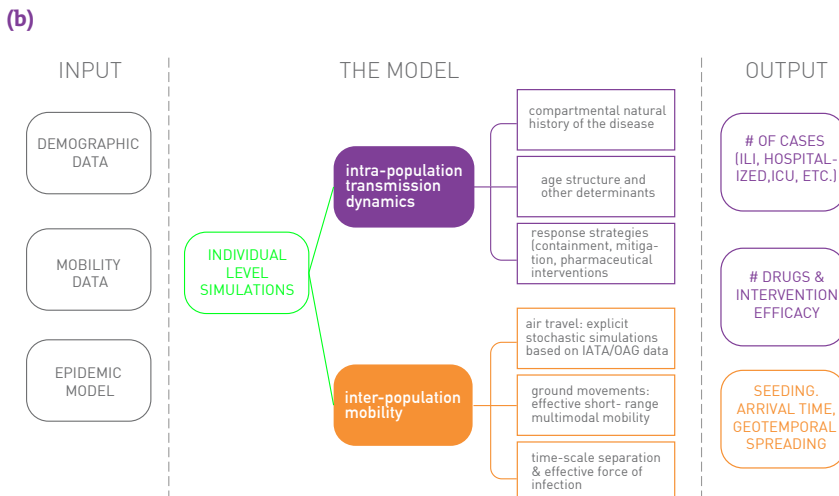 (b)
INPUT
THE MODEL
OUTPUT
DEMOGRAPHIC
DATA
MOBILITY
DATA
EPIDEMIC
MODEL
INDIVIDUAL
LEVEL
SIMULATIONS
intra-population
transmission
dynamics
compartmental natural
history of the disease
age structure and
other determinants
response strategies
(containment, mitiga-
tion, pharmaceutical
interventions
inter-population
mobility
air travel: explicit
stochastic simulations
based on IATA/OAG data
ground movements:
effective short- range
multimodal mobility
time-scale separation
& effective force of
infection
# OF CASES
(ILI, HOSPITAL-
IZED,ICU, ETC.)
# DRUGS &
INTERVENTION
EFFICACY
SEEDING.
ARRIVAL TIME,
GEOTEMPORAL
SPREADING